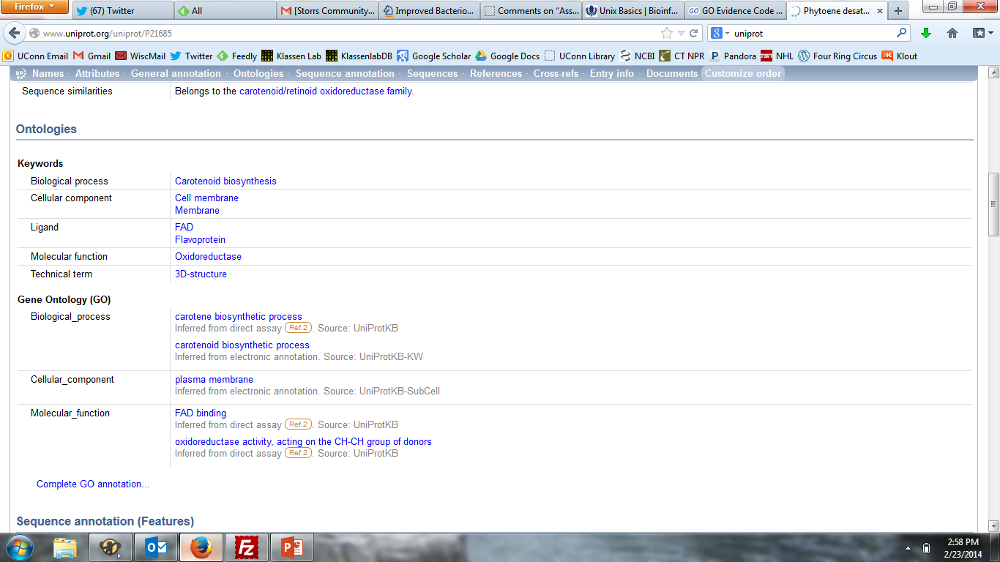 Firefox
(67) Twitter
All
[Storrs Community,...
Improved Bacterio...
Comments on “Ass...
Unix Basics | Bioinf...
GO GO Evidence Code ...
Phytoene desat...
www.uniprot.org/uniprot/P21685
uniprot
UConn Email
Gmail
WiscMail
Twitter
Feedly
Klassen Lab
KlassenlabDB
Google Scholar
Google Docs
UConn Library
NCBI
CT NPR
Pandora
NHL
Four Ring Circus
Klout
Names · Attributes · General annotation · Ontologies · Sequence annotation · Sequences · References · Cross-refs · Entry info · Documents Customize order
Sequence similarities Belongs to the carotenoid/retinoid oxidoreductase family.
Ontologies
Keywords
Biological process Carotenoid biosynthesis
Cellular component Cell membrane
Membrane
Ligand FAD
Flavoprotein
Molecular function Oxidoreductase
Technical term 3D-structure
Gene Ontology (GO)
Biological_process carotene biosynthetic process
Inferred from direct assay Ref.2. Source: UniProtKB
carotenoid biosynthetic process
Inferred from electronic annotation. Source: UniProtKB-KW
Cellular_component plasma membrane
Inferred from electronic annotation. Source: UniProtKB-SubCell
Molecular_function FAD binding
Inferred from direct assay Ref.2. Source: UniProtKB
oxidoreductase activity, acting on the CH-CH group of donors
Inferred from direct assay Ref.2. Source: UniProtKB
Complete GO annotation...
Sequence annotation (Features)
2:58 PM
2/23/2014